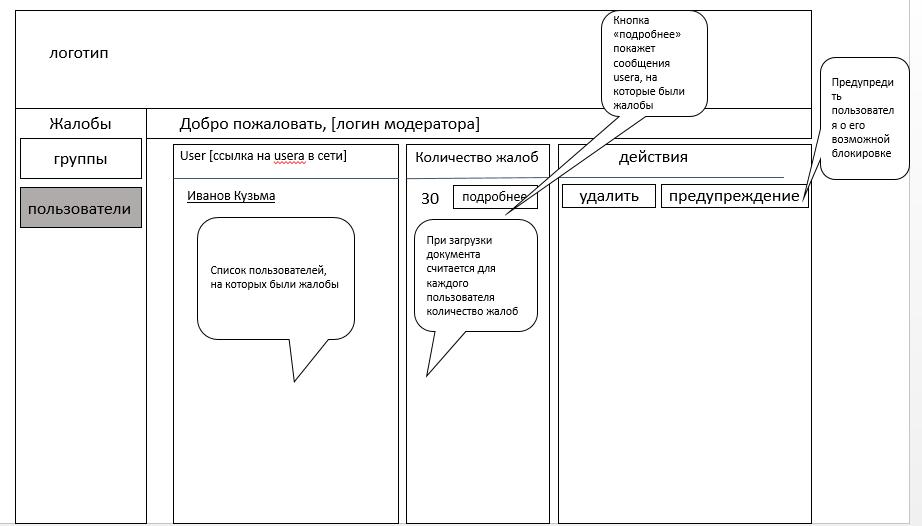 логотип
Кнопка
«подробнее»
покажет
сообщения
usera, на
которые были
жалобы
Предупреди
ть
пользовател
я о его
возможной
блокировке
Жалобы
группы
пользователи
Добро пожаловать, [логин модератора]
User [ссылка на usera в сети]
Количество жалоб
действия
Иванов Кузьма
30
подробнее
удалить
предупреждение
Список пользователей,
на которых были жалобы
При загрузки
документа
считается для
каждого
пользователя
количество жалоб